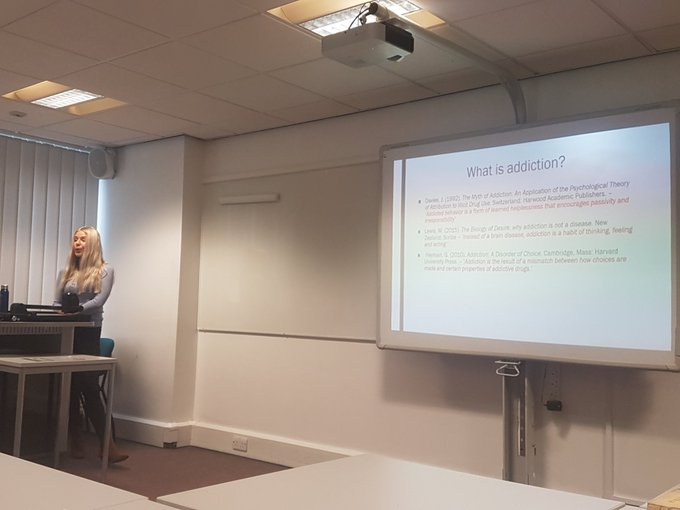 What is addiction?
Davies, J. (1992). The Myth of Addiction: An Application of the Psychological Theory
of Attribution to Illicit Drug Use. Switzerland: Harwood Academic Publishers. –
'Addicted behavior is a form of learned helplessness that encourages passivity and
irresponsibility'
Lewis, M. (2015). The Biology of Desire: why addiction is not a disease. New
Zealand: Scribe – 'Instead of a brain disease, addiction is a habit of thinking, feeling
and acting'
Heyman, G. (2010). Addiction: A Disorder of Choice. Cambridge, Mass: Harvard
University Press. – 'Addiction is the result of a mismatch between how choices are
made and certain properties of addictive drugs.'